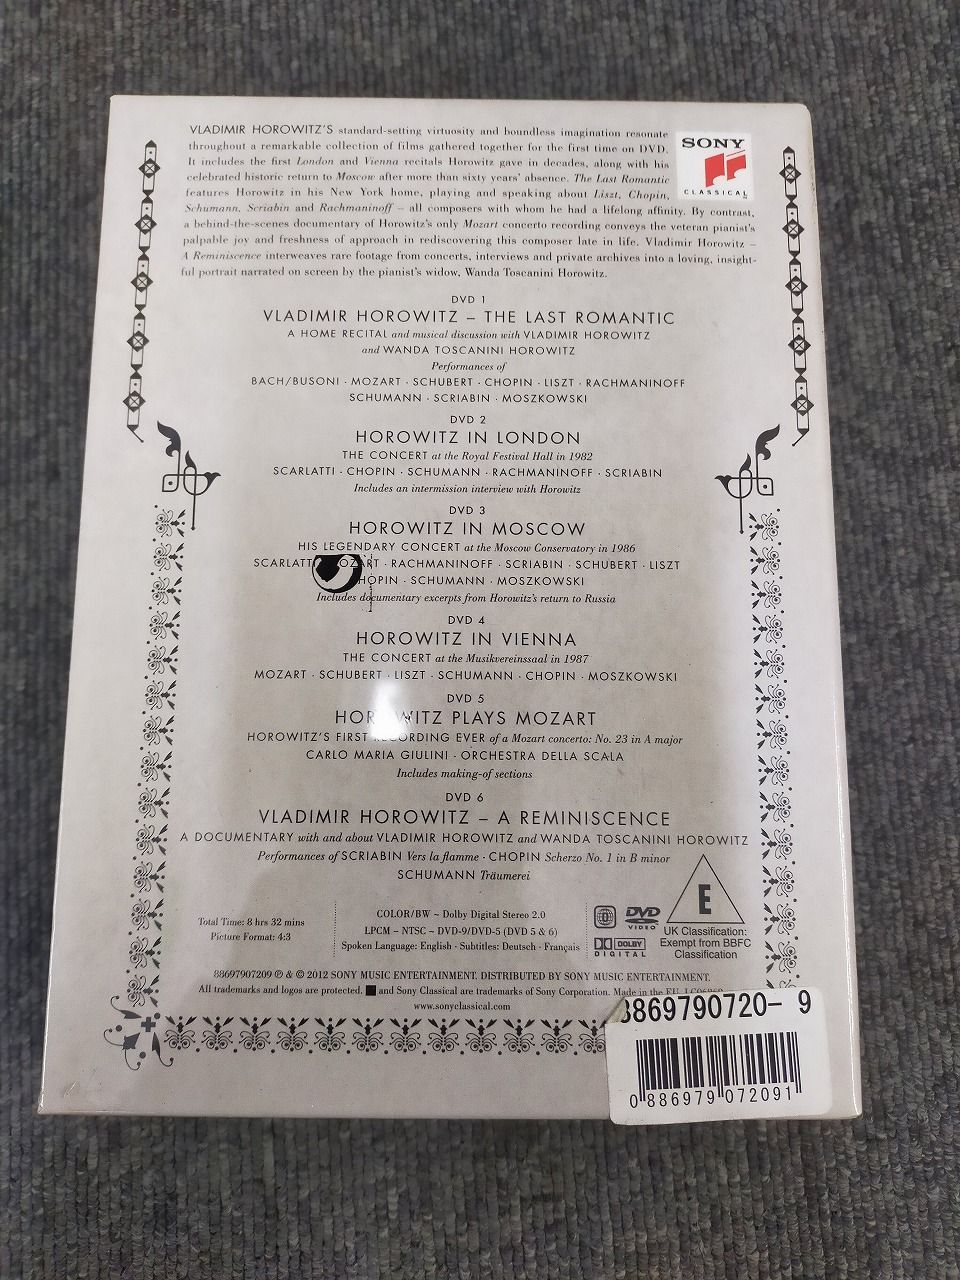 VLADIMIR HOROWITZ'S standard-setting virtuosity and boundless imagination resonate
throughout a remarkable collection of films gathered together for the first time on DVD.
It includes the first London and Vienna recitals Horowitz gave in decades, along with his
celebrated historic return to Moscow after more than sixty years' absence. The Last Romantic
features Horowitz in his New York home, playing and speaking about Liszt, Chopin,
Schumann, Scriabin and Rachmaninoff – all composers with whom he had a lifelong affinity. By contrast,
a behind-the-scenes documentary of Horowitz's only Mozart concerto recording conveys the veteran pianist's
palpable joy and freshness of approach in rediscovering this composer late in life. Vladimir Horowitz –
A Reminiscence interweaves rare footage from concerts, interviews and private archives into a loving, insight-
ful portrait narrated on screen by the pianist's widow, Wanda Toscanini Horowitz.
SONY
CLASSICAL
DVD 1
VLADIMIR HOROWITZ – THE LAST ROMANTIC
A HOME RECITAL and musical discussion with VLADIMIR HOROWITZ
and WANDA TOSCANINI HOROWITZ
Performances of
BACH/BUSONI · MOZART · SCHUBERT · CHOPIN · LISZT · RACHMANINOFF
SCHUMANN · SCRIABIN · MOSZKOWSKI
DVD 2
HOROWITZ IN LONDON
THE CONCERT at the Royal Festival Hall in 1982
SCARLATTI · CHOPIN · SCHUMANN · RACHMANINOFF · SCRIABIN
Includes an intermission interview with Horowitz
DVD 3
HOROWITZ IN MOSCOW
HIS LEGENDARY CONCERT at the Moscow Conservatory in 1986
SCARLATTI · MOZART · RACHMANINOFF · SCRIABIN · SCHUBERT · LISZT
CHOPIN · SCHUMANN · MOSZKOWSKI
Includes documentary excerpts from Horowitz's return to Russia
DVD 4
HOROWITZ IN VIENNA
THE CONCERT at the Musikvereinssaal in 1987
MOZART · SCHUBERT · LISZT · SCHUMANN · CHOPIN · MOSZKOWSKI
DVD 5
HOROWITZ PLAYS MOZART
HOROWITZ'S FIRST RECORDING EVER of a Mozart concerto: No. 23 in A major
CARLO MARIA GIULINI · ORCHESTRA DELLA SCALA
Includes making-of sections
DVD 6
VLADIMIR HOROWITZ – A REMINISCENCE
A DOCUMENTARY with and about VLADIMIR HOROWITZ and WANDA TOSCANINI HOROWITZ
Performances of SCRIABIN Vers la flamme · CHOPIN Scherzo No. 1 in B minor
SCHUMANN Träumerei
Total Time: 8 hrs 32 mins
Picture Format: 4:3
COLOR/BW ~ Dolby Digital Stereo 2.0
LPCM ~ NTSC ~ DVD-9/DVD-5 (DVD 5 & 6)
Spoken Language: English · Subtitles: Deutsch · Français
0
DVD
VIDEO
DOLBY
DIGITAL
E
UK Classification:
Exempt from BBFC
Classification
88697907209 ℗ & © 2012 SONY MUSIC ENTERTAINMENT. DISTRIBUTED BY SONY MUSIC ENTERTAINMENT.
All trademarks and logos are protected. and Sony Classical are trademarks of Sony Corporation. Made in the EU.
www.sonyclassical.com
8869790720- 9
0 886979 072091